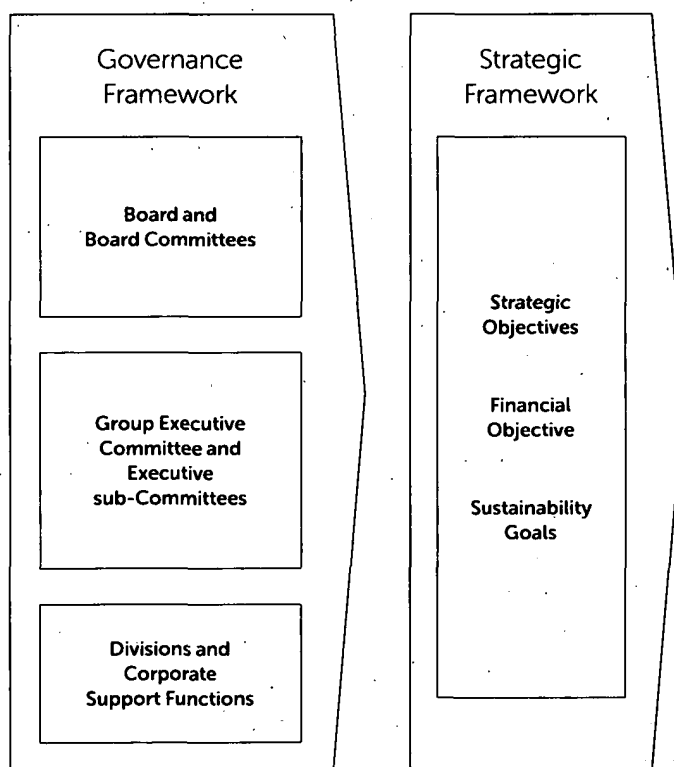 Governance
Framework
Board and
Board Committees
Group Executive
Committee and
Executive
sub-Committees
Divisions and
Corporate
Support Functions
Strategic
Framework
Strategic
Objectives
Financial
Objective
Sustainability
Goals